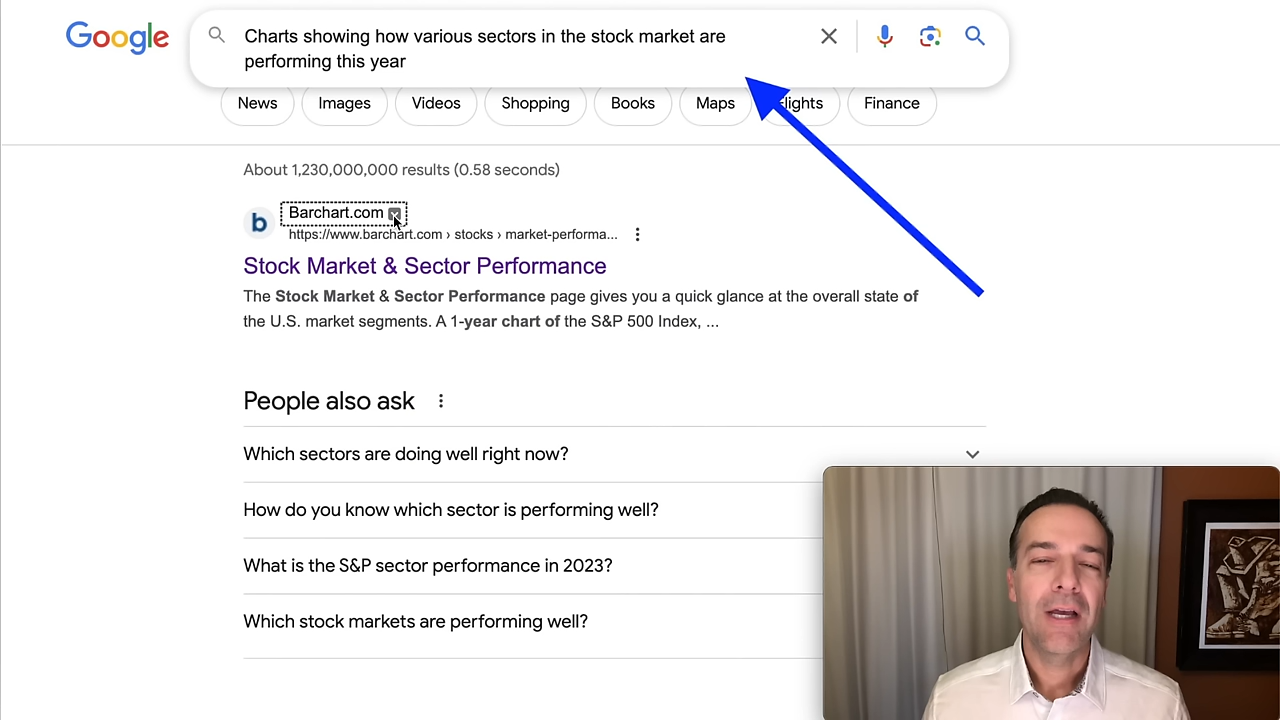 Google
Charts showing how various sectors in the stock market are
performing this year
News
Images
Videos
Shopping
Books
Maps
lights
Finance
About 1,230,000,000 results (0.58 seconds)
b
Barchart.com
https://www.barchart.com › stocks › market-performa...
Stock Market & Sector Performance
The Stock Market & Sector Performance page gives you a quick glance at the overall state of
the U.S. market segments. A 1-year chart of the S&P 500 Index, ...
People also ask
Which sectors are doing well right now?
How do you know which sector is performing well?
What is the S&P sector performance in 2023?
Which stock markets are performing well?